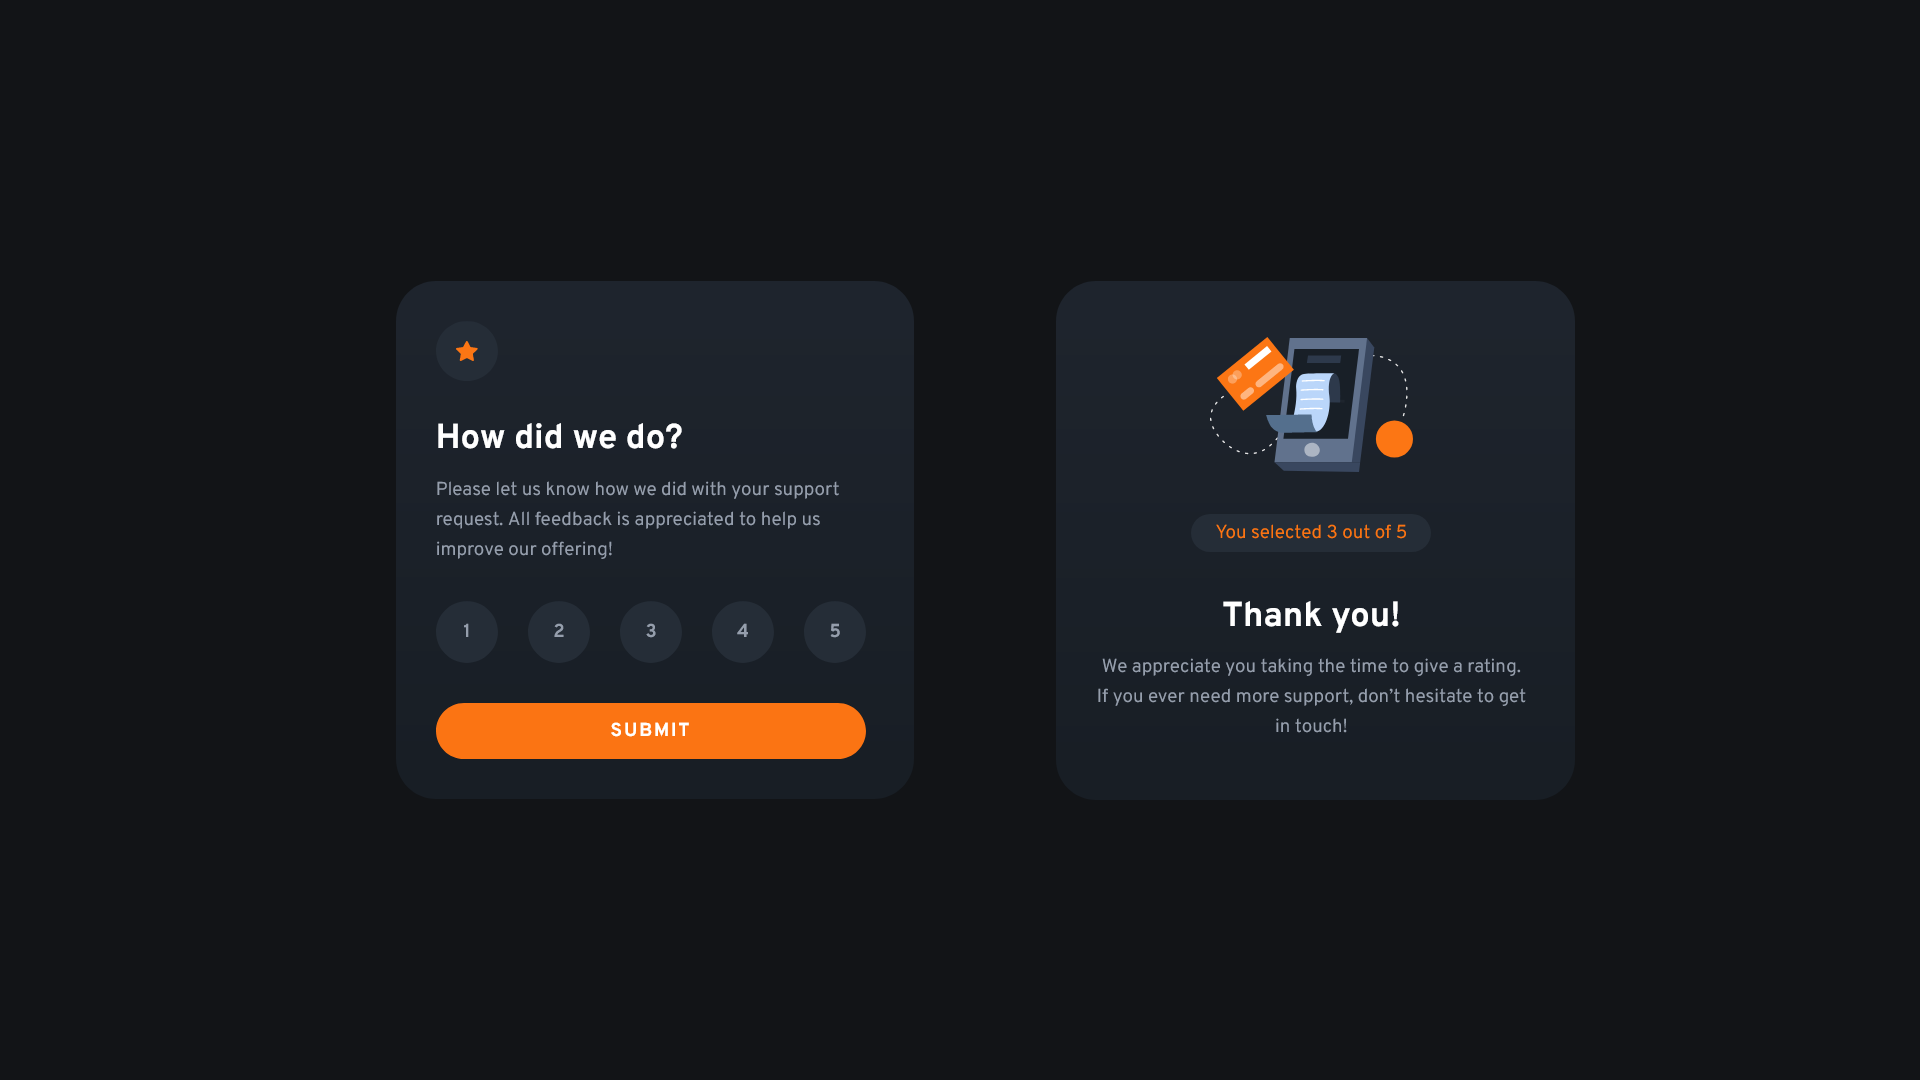 How did we do?
Please let us know how we did with your support
request. All feedback is appreciated to help us
improve our offering!
1 2 3 4 5
SUBMIT
You selected 3 out of 5
Thank you!
We appreciate you taking the time to give a rating.
If you ever need more support, don’t hesitate to get
in touch!